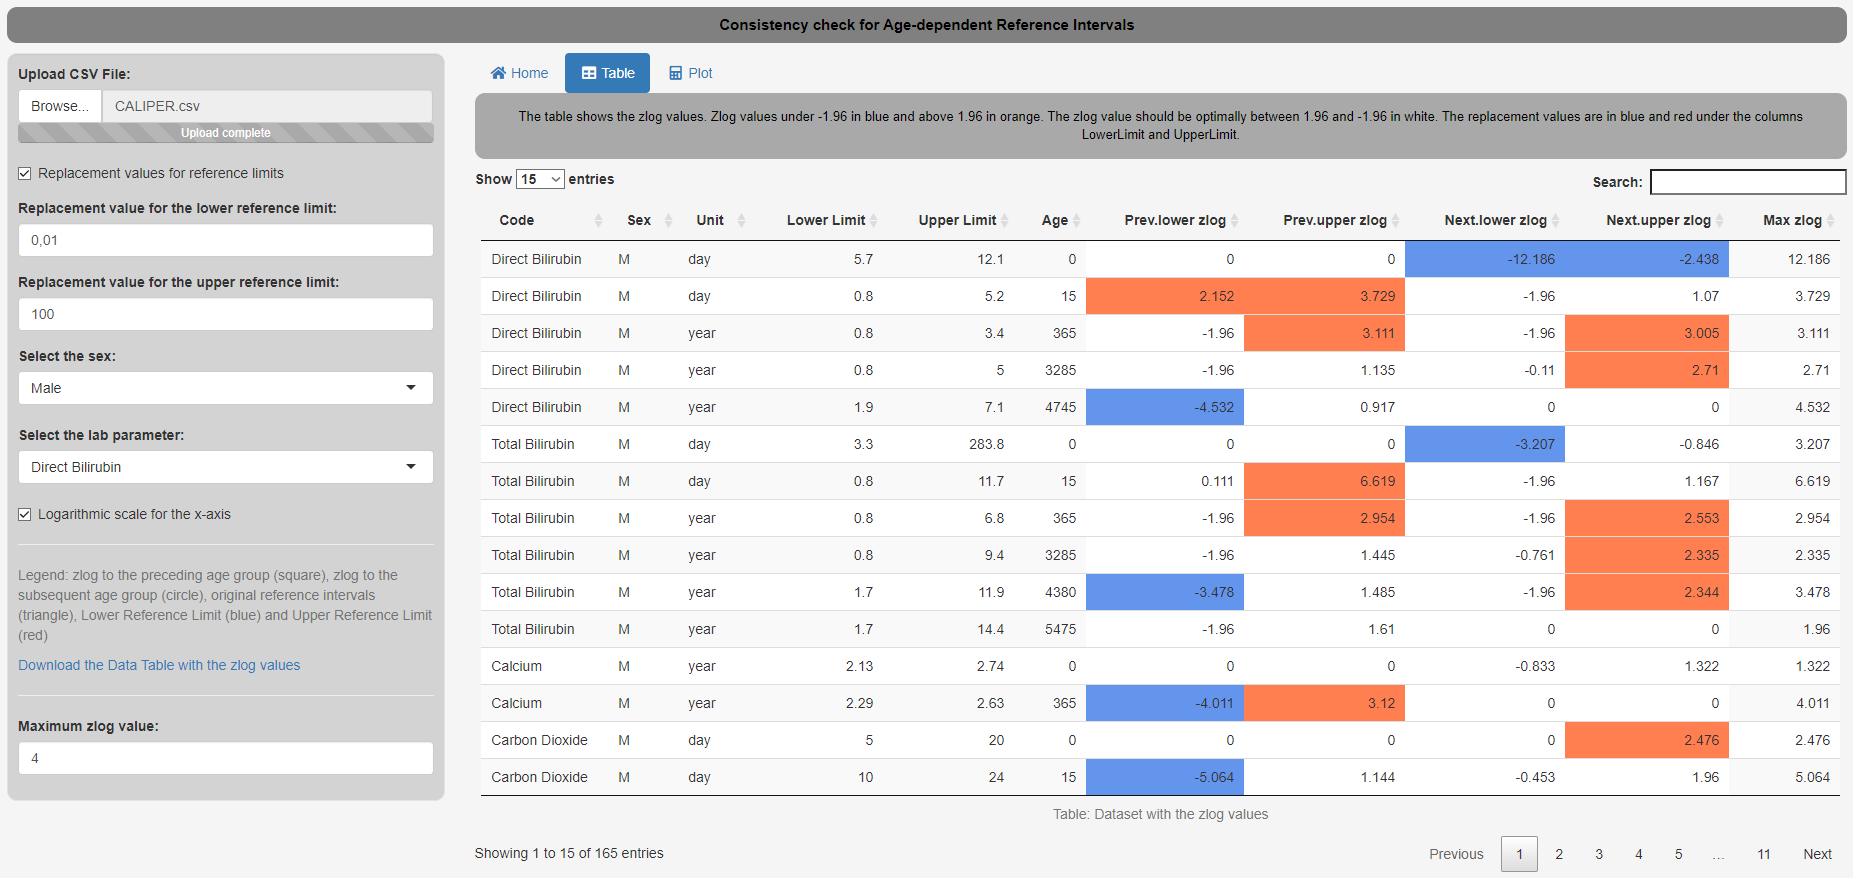 Consistency check for Age-dependent Reference Intervals
Upload CSV File:
Browse... CALIPER.csv
Upload complete
Replacement values for reference limits
Replacement value for the lower reference limit:
0,01
Replacement value for the upper reference limit:
100
Select the sex:
Male
Select the lab parameter:
Direct Bilirubin
Logarithmic scale for the x-axis
Legend: zlog to the preceding age group (square), zlog to the
subsequent age group (circle), original reference intervals
(triangle), Lower Reference Limit (blue) and Upper Reference Limit
(red)
Download the Data Table with the zlog values
Maximum zlog value:
4
Home Table Plot
The table shows the zlog values. Zlog values under -1.96 in blue and above 1.96 in orange. The zlog value should be optimally between 1.96 and -1.96 in white. The replacement values are in blue and red under the columns
LowerLimit and UpperLimit.
Show 15 entries
Search:
Code Sex Unit Lower Limit Upper Limit Age Prev.lower zlog Prev.upper zlog Next.lower zlog Next.upper zlog Max zlog
Direct Bilirubin M day 5.7 12.1 0 0 0 -12.186 -2.438 12.186
Direct Bilirubin M day 0.8 5.2 15 2.152 3.729 -1.96 1.07 3.729
Direct Bilirubin M year 0.8 3.4 365 -1.96 3.111 -1.96 3.005 3.111
Direct Bilirubin M year 0.8 5 3285 -1.96 1.135 -0.11 2.71 2.71
Direct Bilirubin M year 1.9 7.1 4745 -4.532 0.917 0 0 4.532
Total Bilirubin M day 3.3 283.8 0 0 0 -3.207 -0.846 3.207
Total Bilirubin M day 0.8 11.7 15 0.111 6.619 -1.96 1.167 6.619
Total Bilirubin M year 0.8 6.8 365 -1.96 2.954 -1.96 2.553 2.954
Total Bilirubin M year 0.8 9.4 3285 -1.96 1.445 -0.761 2.335 2.335
Total Bilirubin M year 1.7 11.9 4380 -3.478 1.485 -1.96 2.344 3.478
Total Bilirubin M year 1.7 14.4 5475 -1.96 1.61 0 0 1.96
Calcium M year 2.13 2.74 0 0 0 -0.833 1.322 1.322
Calcium M year 2.29 2.63 365 -4.011 3.12 0 0 4.011
Carbon Dioxide M day 5 20 0 0 0 0 2.476 2.476
Carbon Dioxide M day 10 24 15 -5.064 1.144 -0.453 1.96 5.064
Table: Dataset with the zlog values
Showing 1 to 15 of 165 entries
Previous 1 2 3 4 5 … 11 Next